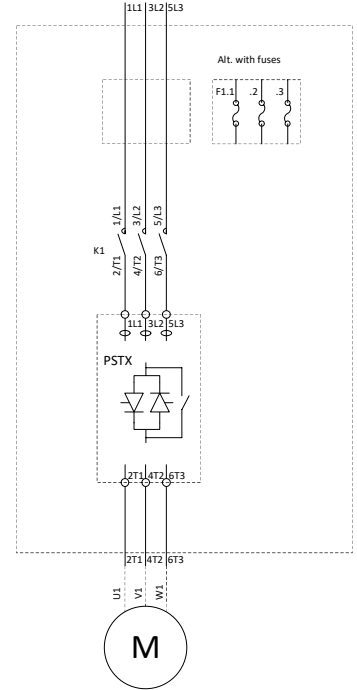 1L1 3L2 5L3
Alt. with fuses
F1.1 .2 .3
1/L1 3/L2 5/L3
K1
2/T1 4/T2 6/T3
1L1 3L2 5L3
PSTX
2T1 4T2 6T3
2T1 4T2 6T3
U1 V1 W1
M